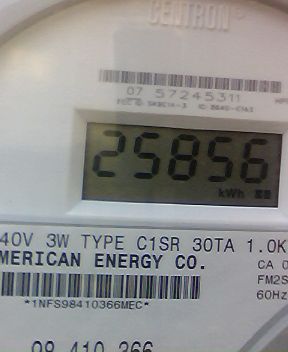 CENTRON
07 57245311
25856
kWh
40V 3W TYPE C1SR 30TA 1.0K
MERICAN ENERGY CO.
CA 0
FM2S
60Hz
*1NFS98410366MEC*
98 410 366